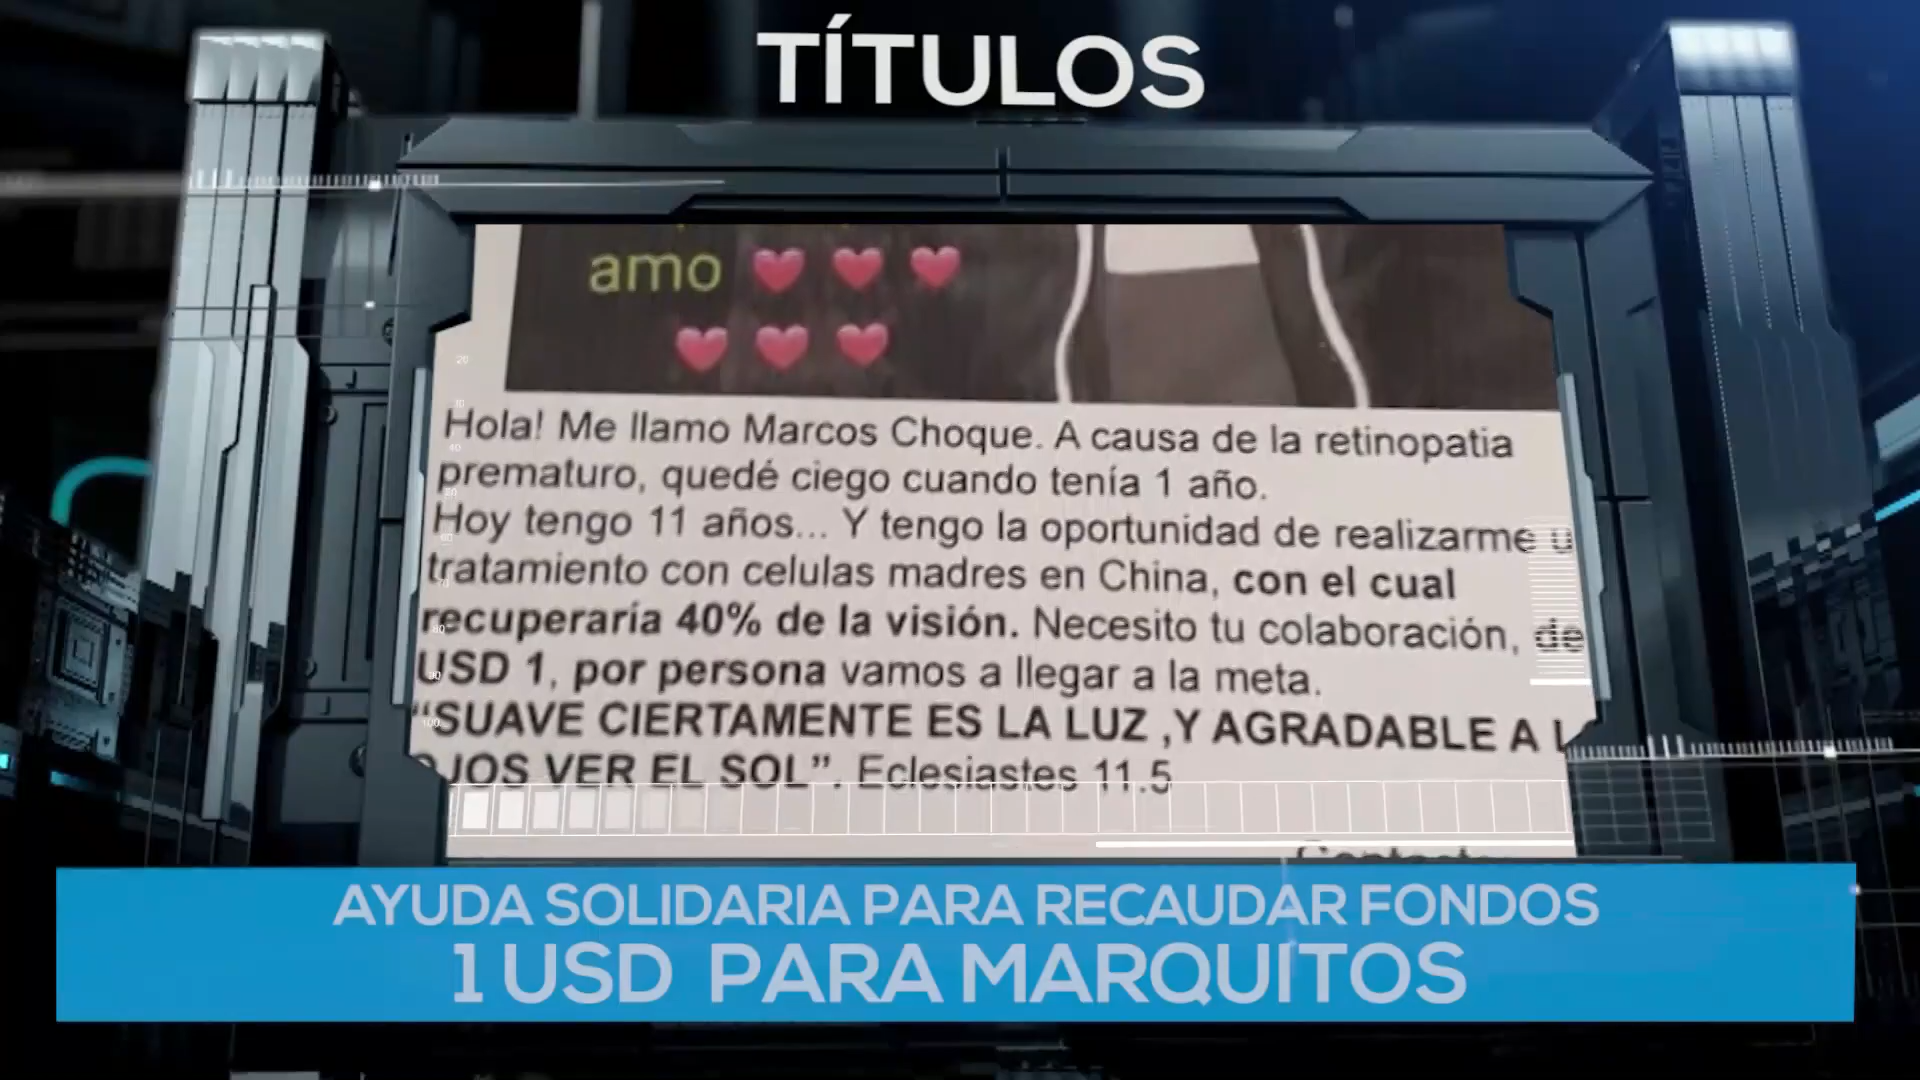 TÍTULOS
amo
Hola! Me llamo Marcos Choque. A causa de la retinopatia
prematuro, quedé ciego cuando tenía 1 año.
Hoy tengo 11 años... Y tengo la oportunidad de realizarme u
tratamiento con celulas madres en China, con el cual
recuperaría 40% de la visión. Necesito tu colaboración, de
USD 1, por persona vamos a llegar a la meta.
“SUAVE CIERTAMENTE ES LA LUZ ,Y AGRADABLE A L
OJOS VER EL SOL”. Eclesiastes 11.5
AYUDA SOLIDARIA PARA RECAUDAR FONDOS
1 USD PARA MARQUITOS